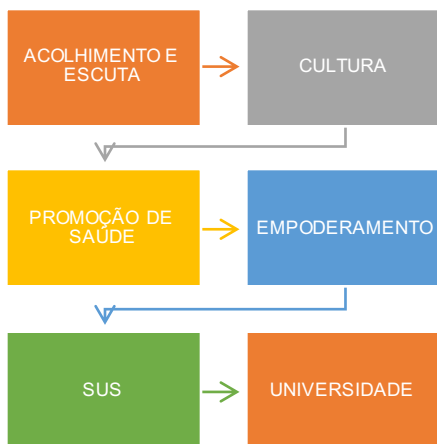 ACOLHIMENTO E
ESCUTA
CULTURA
PROMOÇÃO DE
SAÚDE
EMPODERAMENTO
SUS
UNIVERSIDADE